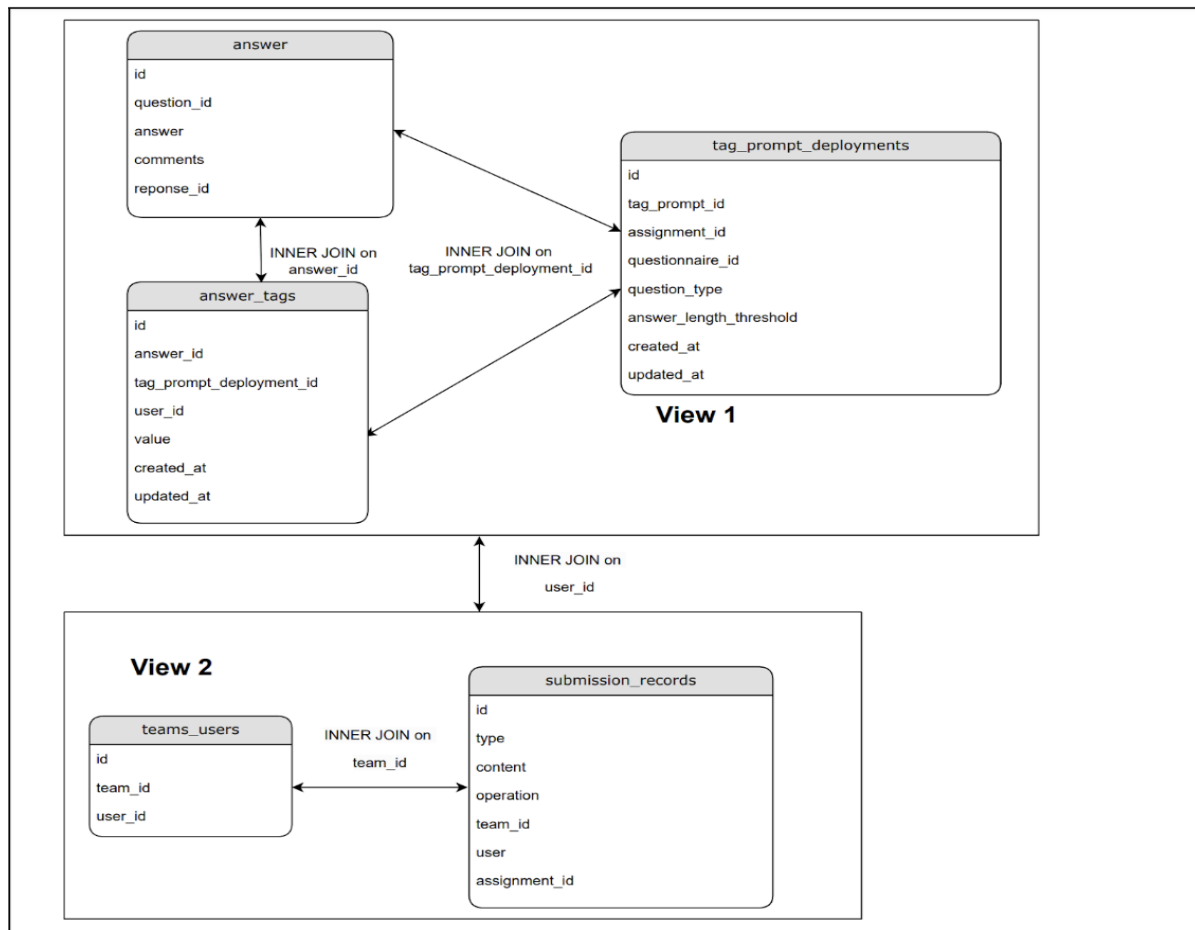 answer
id
question_id
answer
comments
reponse_id
tag_prompt_deployments
id
tag_prompt_id
assignment_id
questionnaire_id
question_type
answer_length_threshold
created_at
updated_at
INNER JOIN on
answer_id
INNER JOIN on
tag_prompt_deployment_id
answer_tags
id
answer_id
tag_prompt_deployment_id
user_id
value
created_at
updated_at
View 1
INNER JOIN on
user_id
View 2
teams_users
id
team_id
user_id
INNER JOIN on
team_id
submission_records
id
type
content
operation
team_id
user
assignment_id